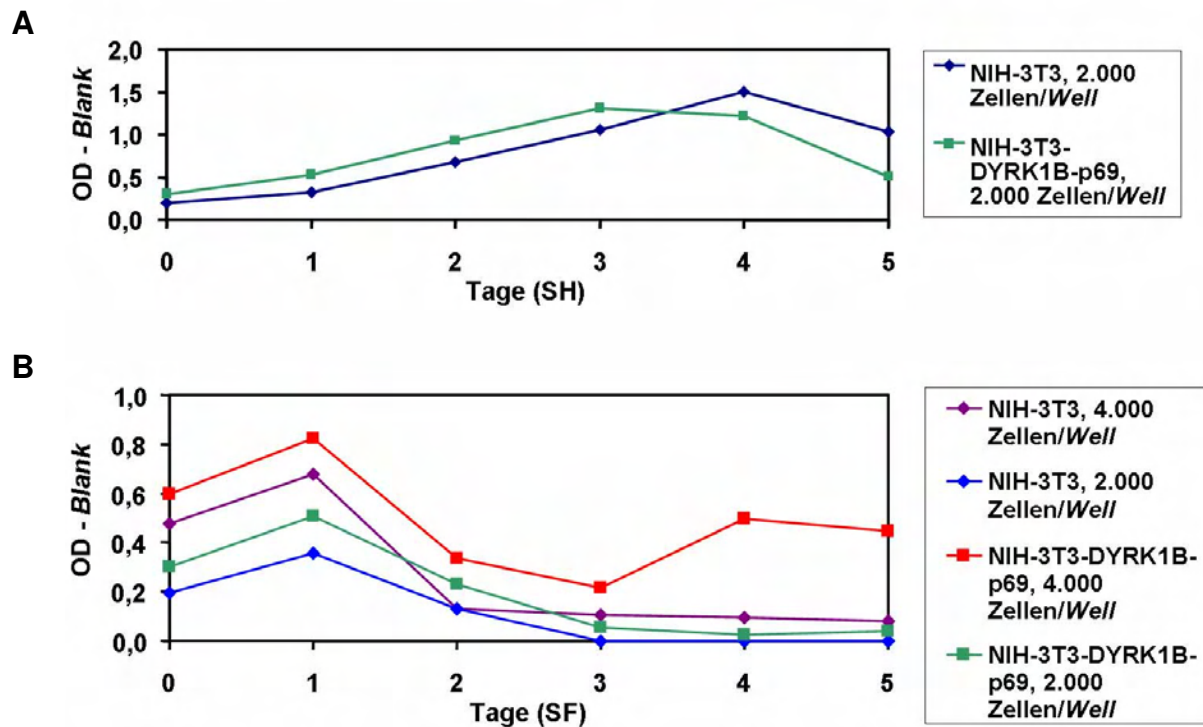 A
OD - Blank
2,0
1,5
1,0
0,5
0,0
0 1 2 3 4 5
Tage (SH)
NIH-3T3, 2.000
Zellen/Well
NIH-3T3-
DYRK1B-p69,
2.000 Zellen/Well
B
OD - Blank
1,0
0,8
0,6
0,4
0,2
0,0
0 1 2 3 4 5
Tage (SF)
NIH-3T3, 4.000
Zellen/Well
NIH-3T3, 2.000
Zellen/Well
NIH-3T3-DYRK1B-
p69, 4.000
Zellen/Well
NIH-3T3-DYRK1B-
p69, 2.000
Zellen/Well